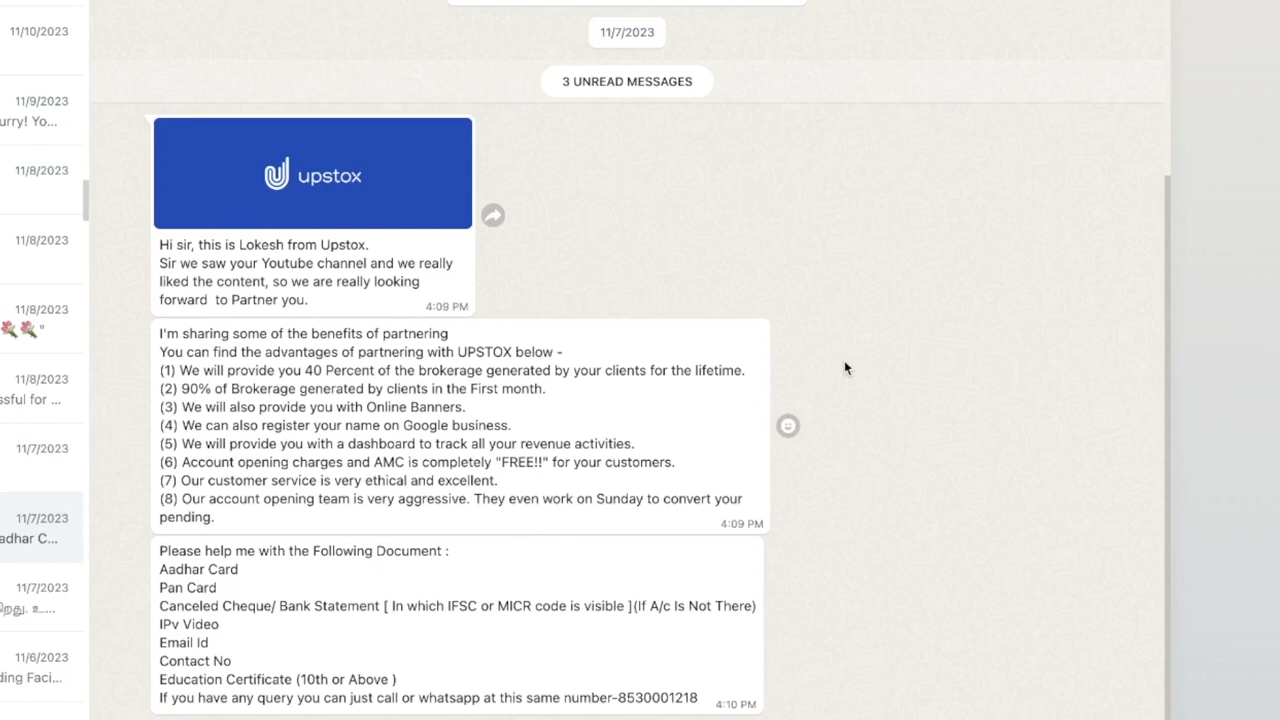 11/10/2023
11/9/2023
urry! Yo...
11/8/2023
11/8/2023
11/8/2023
"
11/8/2023
ssful for ...
11/7/2023
11/7/2023
adhar C...
11/7/2023
கிறது. உ....
11/6/2023
ding Faci...
11/7/2023
3 UNREAD MESSAGES
upstox
Hi sir, this is Lokesh from Upstox.
Sir we saw your Youtube channel and we really
liked the content, so we are really looking
forward to Partner you.
4:09 PM
I'm sharing some of the benefits of partnering
You can find the advantages of partnering with UPSTOX below -
(1) We will provide you 40 Percent of the brokerage generated by your clients for the lifetime.
(2) 90% of Brokerage generated by clients in the First month.
(3) We will also provide you with Online Banners.
(4) We can also register your name on Google business.
(5) We will provide you with a dashboard to track all your revenue activities.
(6) Account opening charges and AMC is completely "FREE!!" for your customers.
(7) Our customer service is very ethical and excellent.
(8) Our account opening team is very aggressive. They even work on Sunday to convert your
pending.
4:09 PM
Please help me with the Following Document :
Aadhar Card
Pan Card
Canceled Cheque/ Bank Statement [ In which IFSC or MICR code is visible ](If A/c Is Not There)
IPv Video
Email Id
Contact No
Education Certificate (10th or Above )
If you have any query you can just call or whatsapp at this same number-8530001218
4:10 PM